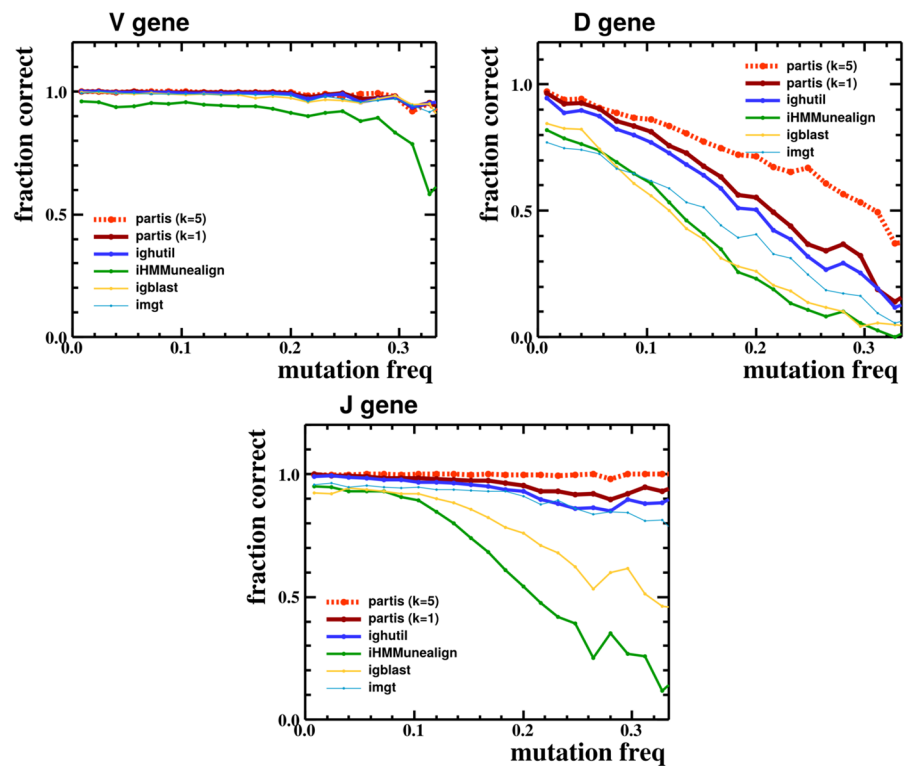 V gene
fraction correct
1.0
0.5
0.0
0.0 0.1 0.2 0.3
mutation freq
partis (k=5)
partis (k=1)
ighutil
iHMMunealign
igblast
imgt
D gene
fraction correct
1.0
0.5
0.0
0.0 0.1 0.2 0.3
mutation freq
partis (k=5)
partis (k=1)
ighutil
iHMMunealign
igblast
imgt
J gene
fraction correct
1.0
0.5
0.0
0.0 0.1 0.2 0.3
mutation freq
partis (k=5)
partis (k=1)
ighutil
iHMMunealign
igblast
imgt